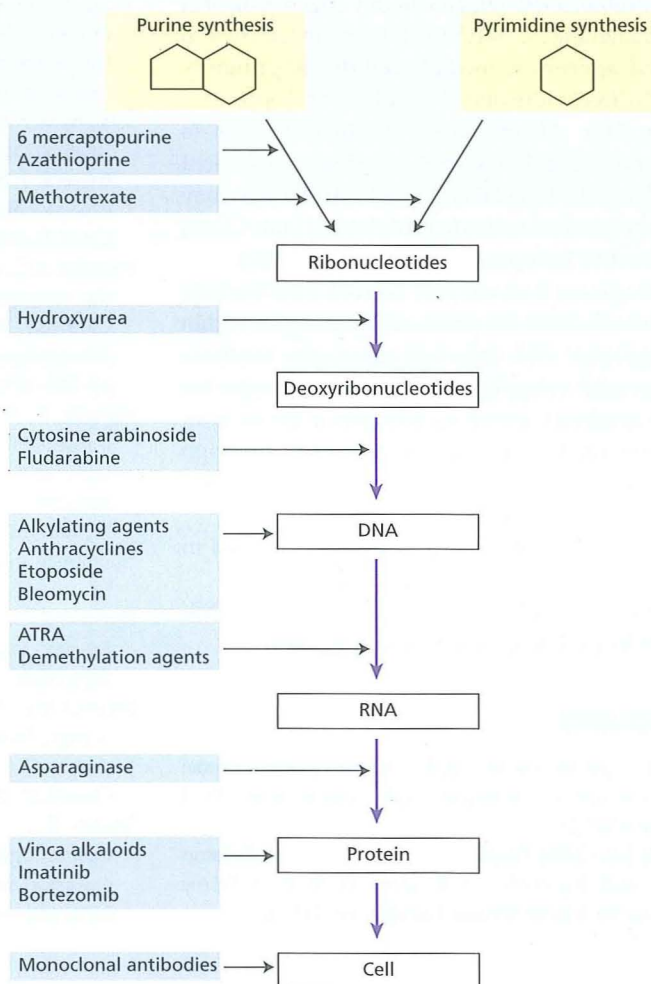 Purine synthesis
Pyrimidine synthesis
6 mercaptopurine
Azathioprine
Methotrexate
Ribonucleotides
Hydroxyurea
Deoxyribonucleotides
Cytosine arabinoside
Fludarabine
Alkylating agents
Anthracyclines
Etoposide
Bleomycin
DNA
ATRA
Demethylation agents
RNA
Asparaginase
Vinca alkaloids
Imatinib
Bortezomib
Protein
Monoclonal antibodies
Cell